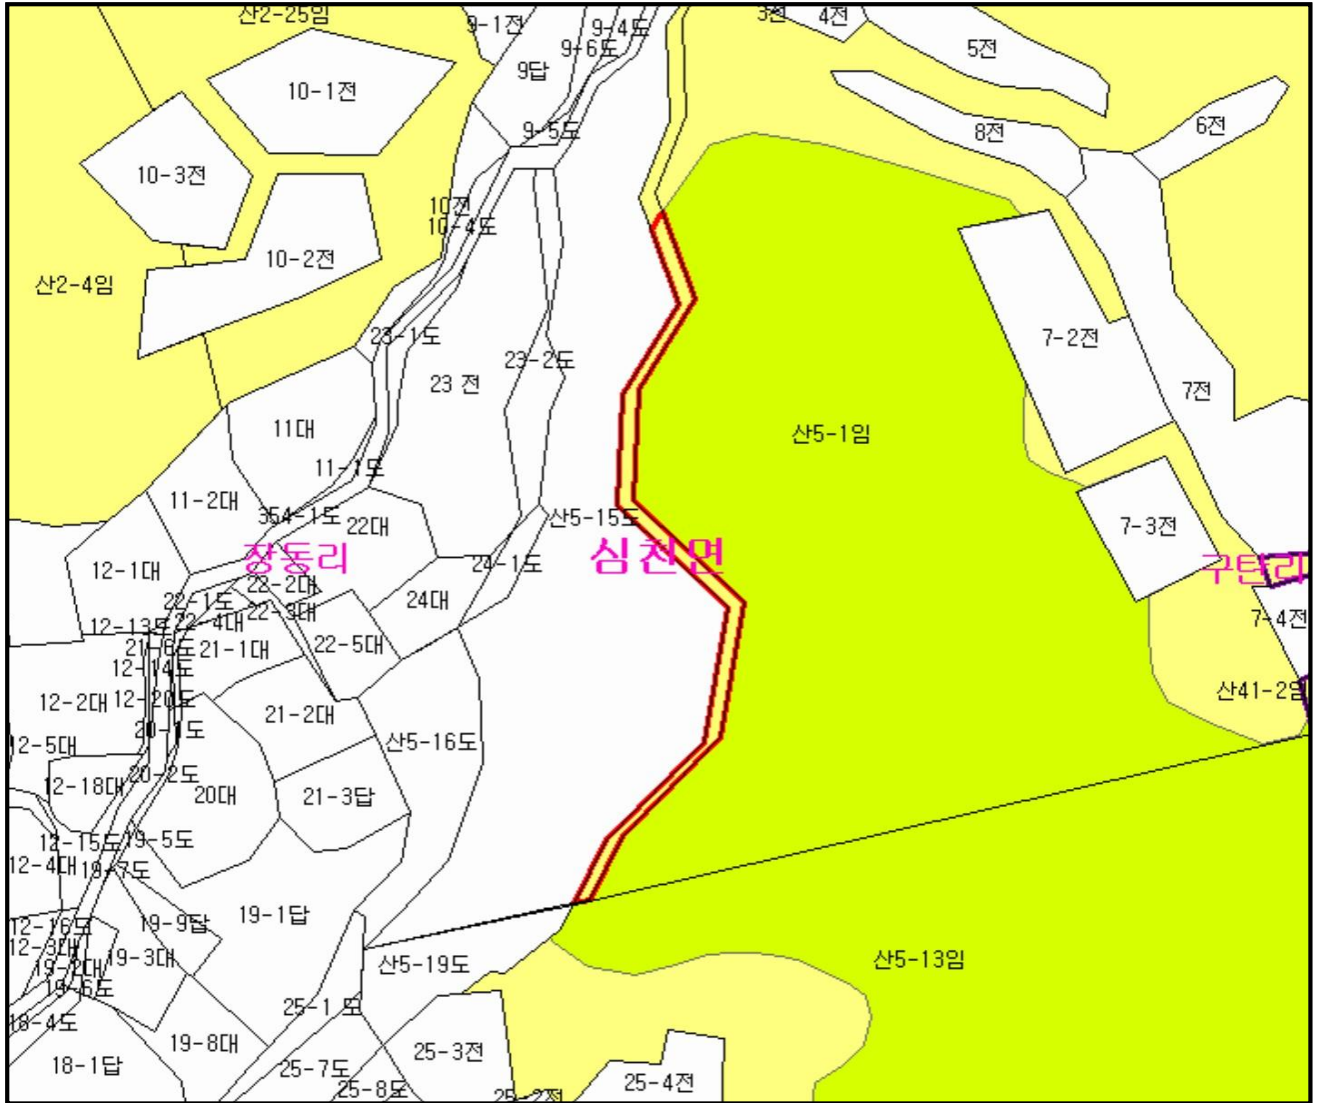 산2-25임
9-1전
9-4도
9-6도
4전
5전
9답
10-1전
9-5도
8전
6전
10-3전
10전
10-4도
10-2전
산2-4임
23-1도
7-2전
23-2도
23 전
7전
11대
산5-1임
11-1도
11-2대
354-1도
22대
산5-15도
7-3전
장동리
심천면
구탄리
12-1대
24-1도
22-2대
22-1도
24대
22-3대
12-13도
22-4대
7-4전
21-6도
21-1대
22-5대
12-14도
산41-2임
12-2대
12-20도
21-2대
20-1도
12-5대
산5-16도
20-2도
12-18대
20대
21-3답
12-15도
19-5도
12-4대
19-7도
19-1답
12-16도
19-9답
12-3대
19-3대
산5-13임
19-2대
산5-19도
19-6도
25-1 도
18-4도
19-8대
25-3전
18-1답
25-7도
25-4전
25-8도
25-2전